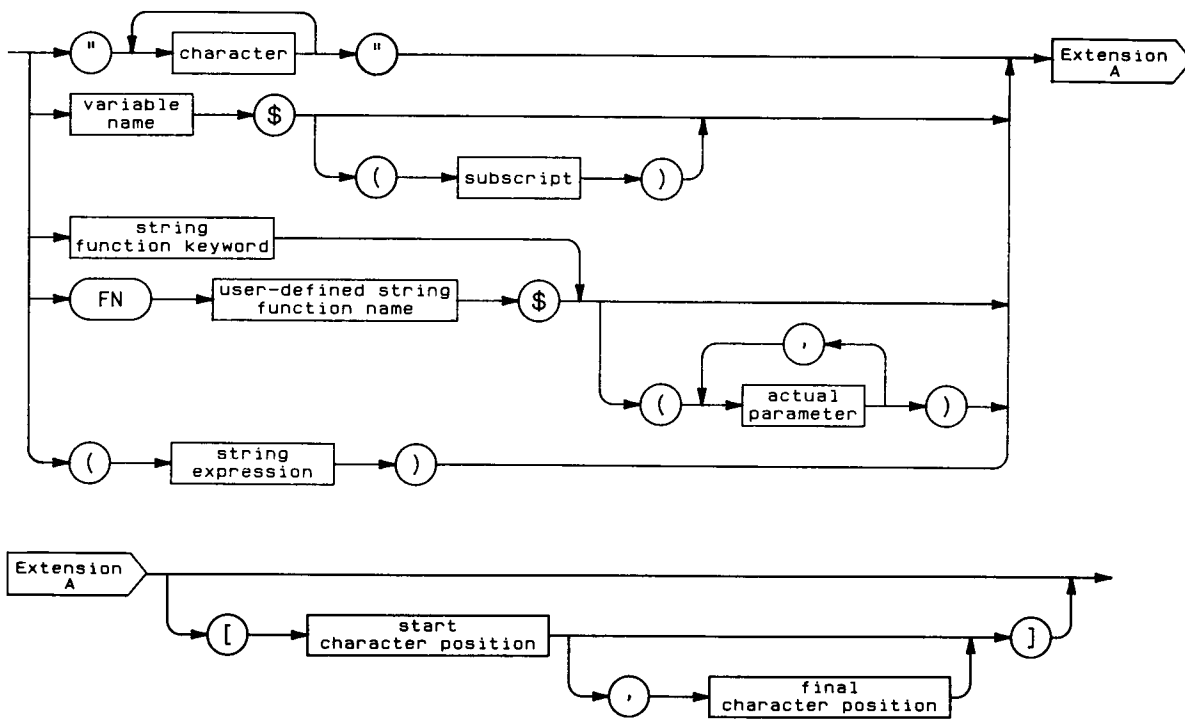 " character " Extension
A
variable
name $
( subscript )
string
function keyword
FN user-defined string
function name $
,
( actual
parameter )
( string
expression )
Extension
A
[ start
character position ]
, final
character position